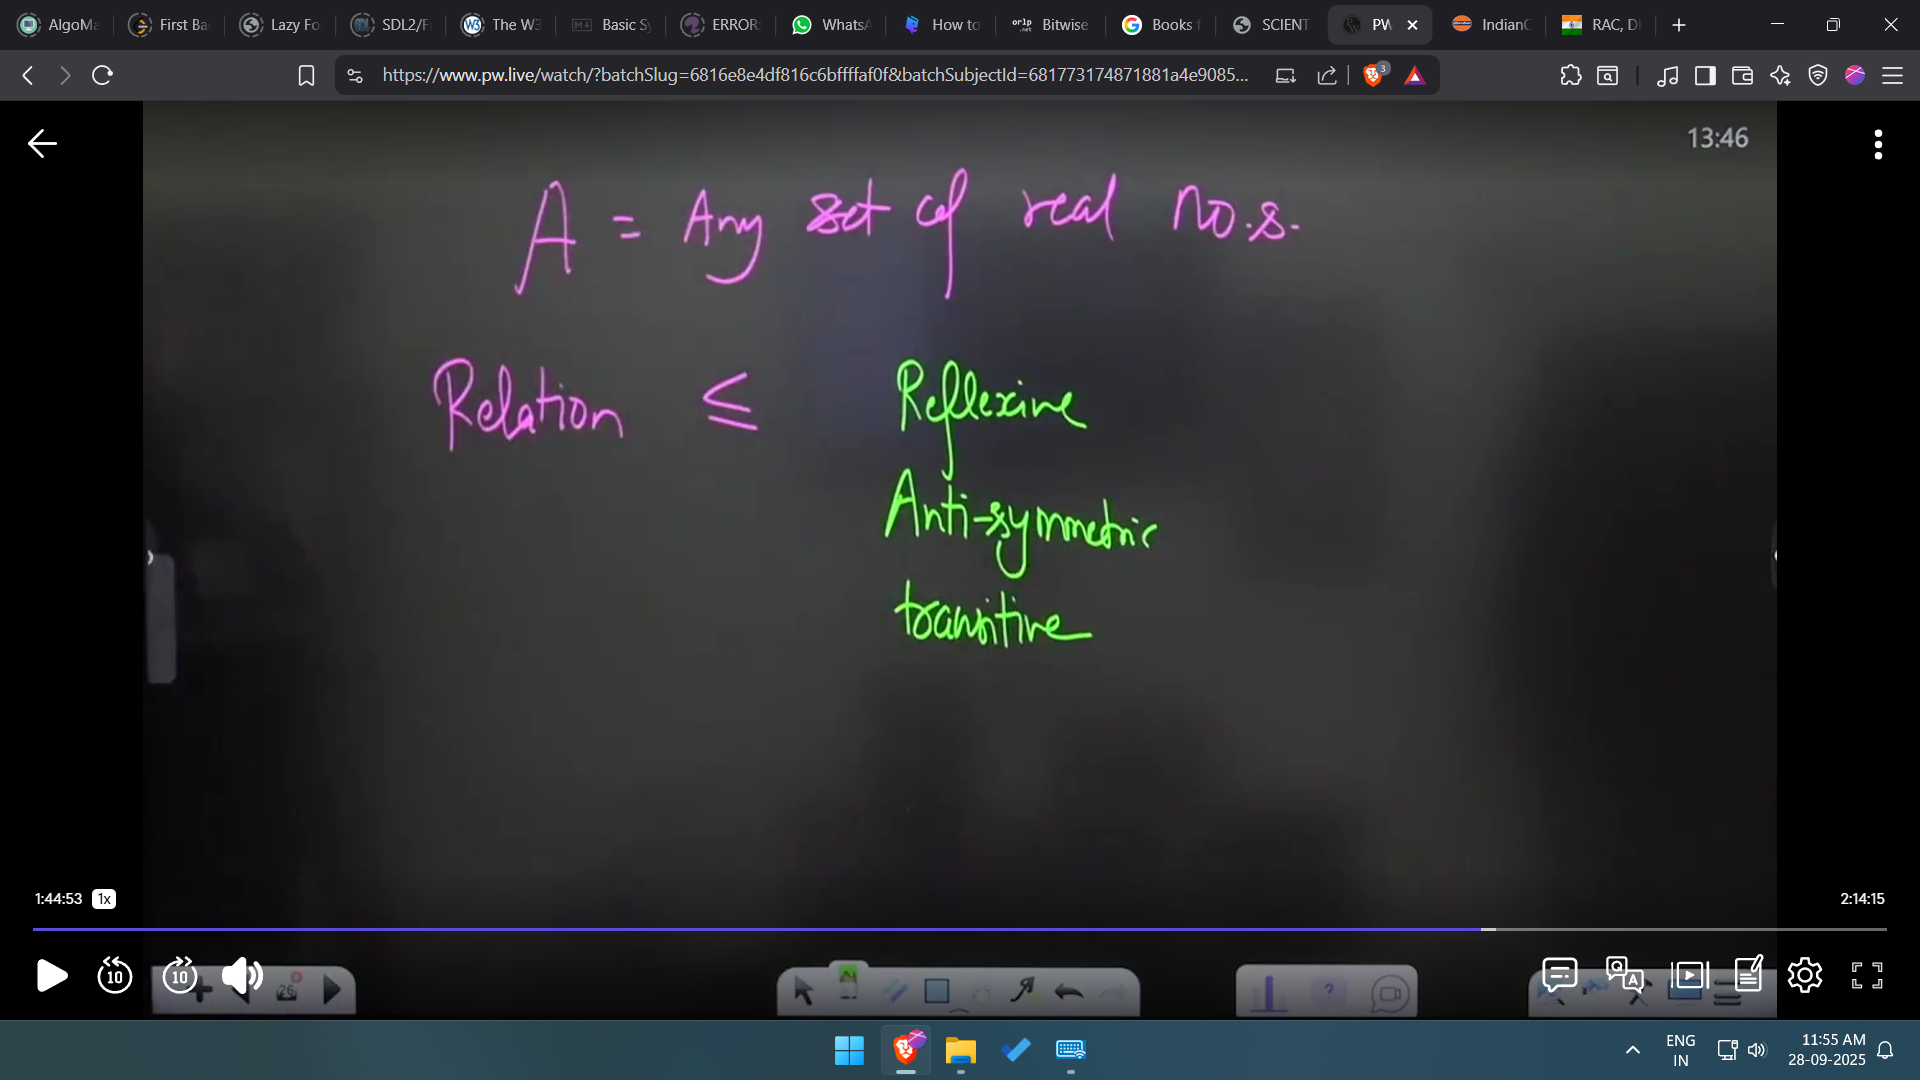 AlgoMa
First Ba
Lazy Fo
SDL2/Fr
The W3
Basic Sy
ERROR:
WhatsA
How to
Bitwise
Books f
SCIENT
PW
IndianC
RAC, DI
https://www.pw.live/watch/?batchSlug=6816e8e4df816c6bffffaf0f&batchSubjectId=681773174871881a4e9085...
3
13:46
A = Any set of real no.s.
Relation ≤ Reflexive
Anti-symmetric
transitive
1:44:53 1x
2:14:15
10
10
26
?
Q A
ENG
IN
11:55 AM
28-09-2025